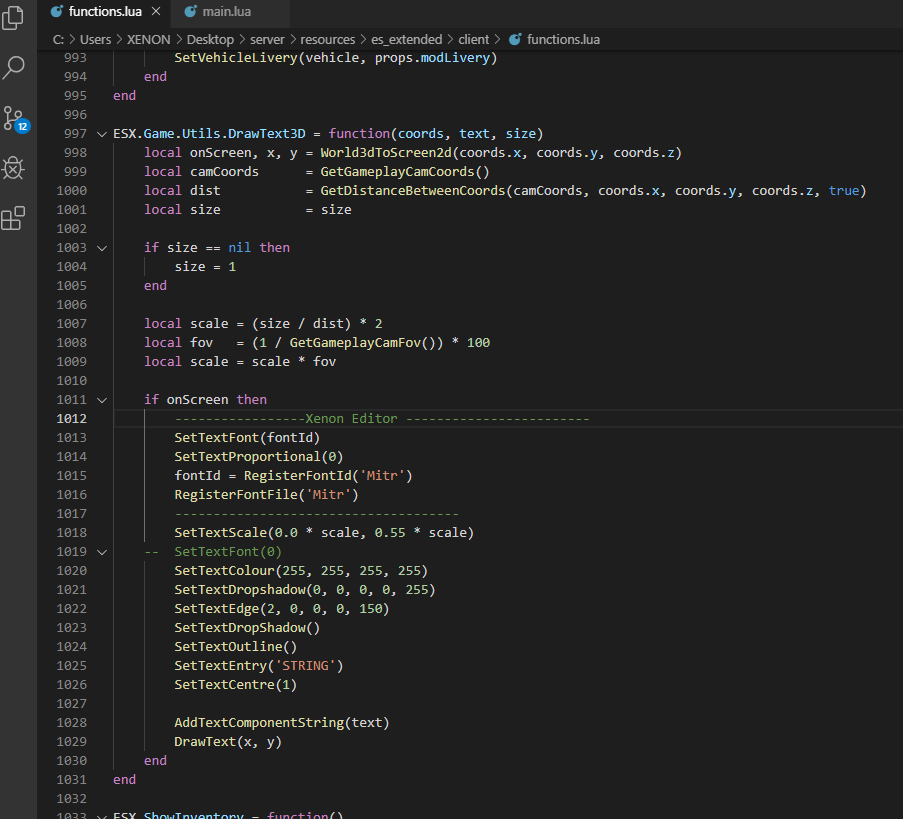 functions.lua × main.lua
C: > Users > XENON > Desktop > server > resources > es_extended > client > functions.lua
993 SetVehicleLivery(vehicle, props.modLivery)
994 end
995 end
996
997 ESX.Game.Utils.DrawText3D = function(coords, text, size)
998 local onScreen, x, y = World3dToScreen2d(coords.x, coords.y, coords.z)
999 local camCoords      = GetGameplayCamCoords()
1000 local dist           = GetDistanceBetweenCoords(camCoords, coords.x, coords.y, coords.z, true)
1001 local size           = size
1002
1003 if size == nil then
1004 size = 1
1005 end
1006
1007 local scale = (size / dist) * 2
1008 local fov   = (1 / GetGameplayCamFov()) * 100
1009 local scale = scale * fov
1010
1011 if onScreen then
1012 -----------------Xenon Editor ------------------------
1013 SetTextFont(fontId)
1014 SetTextProportional(0)
1015 fontId = RegisterFontId('Mitr')
1016 RegisterFontFile('Mitr')
1017 -------------------------------------
1018 SetTextScale(0.0 * scale, 0.55 * scale)
1019 --  SetTextFont(0)
1020 SetTextColour(255, 255, 255, 255)
1021 SetTextDropshadow(0, 0, 0, 0, 255)
1022 SetTextEdge(2, 0, 0, 0, 150)
1023 SetTextDropShadow()
1024 SetTextOutline()
1025 SetTextEntry('STRING')
1026 SetTextCentre(1)
12
1027
1028 AddTextComponentString(text)
1029 DrawText(x, y)
1030 end
1031 end
1032
1033 ESX.ShowInventory = function()